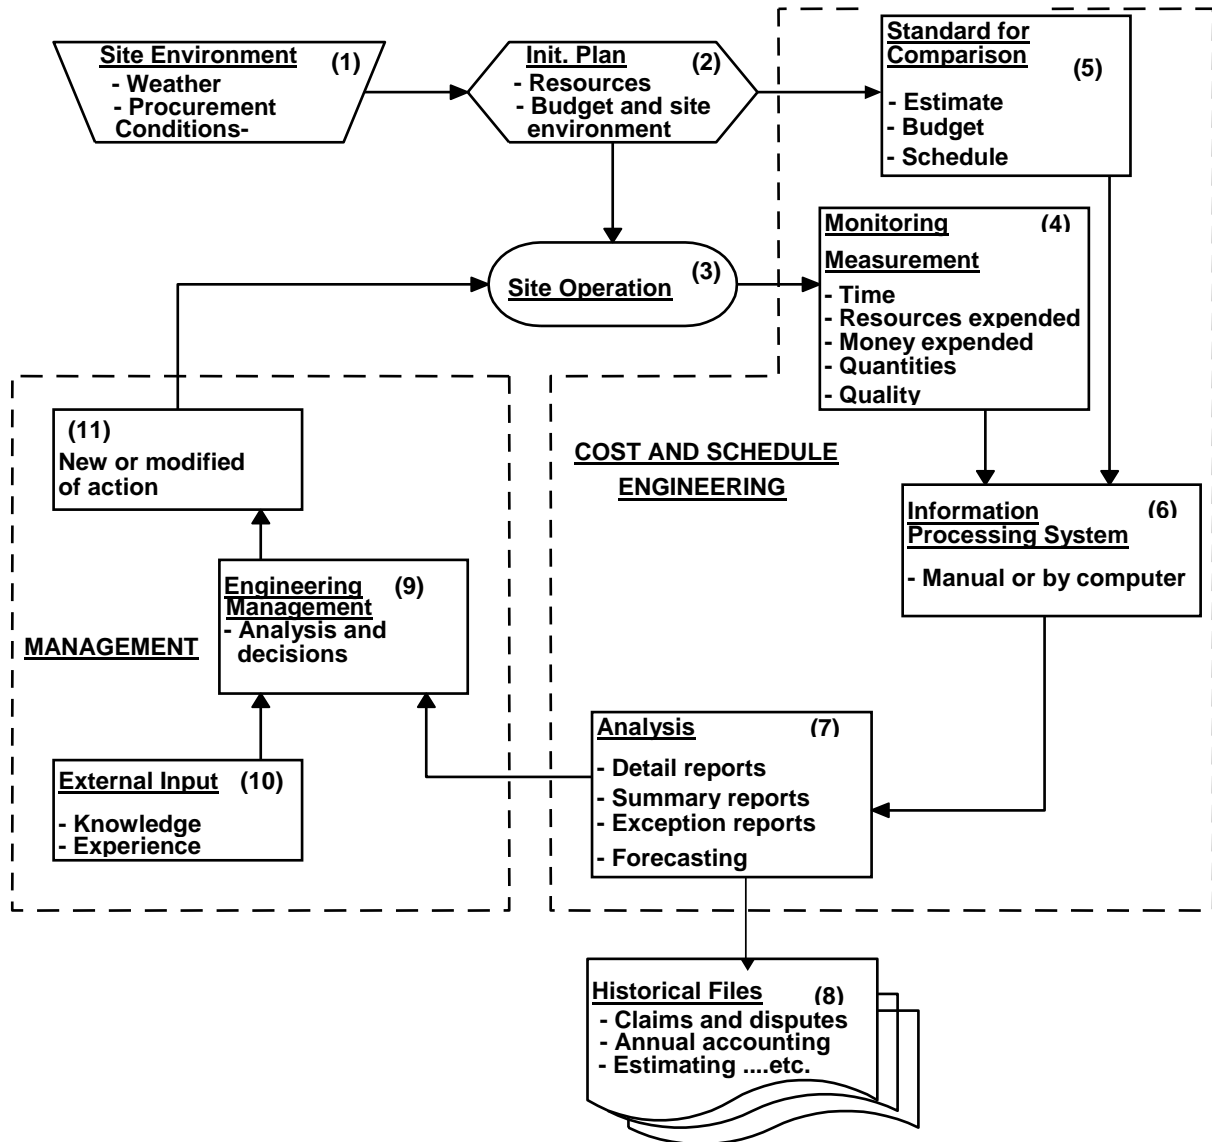 Site Environment (1)
- Weather
- Procurement
Conditions-
Init. Plan (2)
- Resources
- Budget and site
environment
Standard for
Comparison (5)
- Estimate
- Budget
- Schedule
Site Operation (3)
Monitoring (4)
Measurement
- Time
- Resources expended
- Money expended
- Quantities
- Quality
(11)
New or modified
of action
COST AND SCHEDULE
ENGINEERING
Information (6)
Processing System
- Manual or by computer
Engineering (9)
Management
- Analysis and
decisions
MANAGEMENT
External Input (10)
- Knowledge
- Experience
Analysis (7)
- Detail reports
- Summary reports
- Exception reports
- Forecasting
Historical Files (8)
- Claims and disputes
- Annual accounting
- Estimating ....etc.